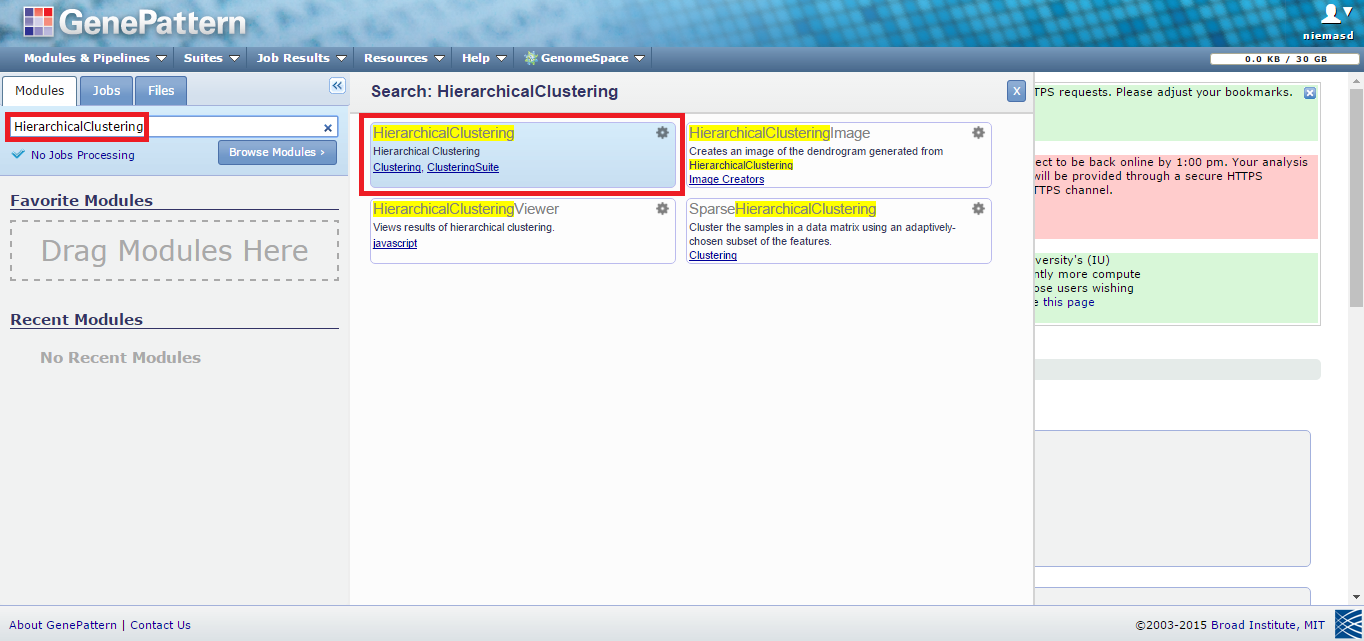 GenePattern
niemasd
Modules & Pipelines
Suites
Job Results
Resources
Help
GenomeSpace
0.0 KB / 30 GB
Modules
Jobs
Files
«
HierarchicalClustering
x
No Jobs Processing
Browse Modules ›
Favorite Modules
Drag Modules Here
Recent Modules
No Recent Modules
Search: HierarchicalClustering
X
HierarchicalClustering
Hierarchical Clustering
Clustering, ClusteringSuite
HierarchicalClusteringImage
Creates an image of the dendrogram generated from
HierarchicalClustering
Image Creators
HierarchicalClusteringViewer
Views results of hierarchical clustering.
javascript
SparseHierarchicalClustering
Cluster the samples in a data matrix using an adaptively-
chosen subset of the features.
Clustering
TPS requests. Please adjust your bookmarks.
x
ect to be back online by 1:00 pm. Your analysis
will be provided through a secure HTTPS
TTPS channel.
versity's (IU)
ntly more compute
ose users wishing
e this page
About GenePattern | Contact Us
©2003-2015 Broad Institute, MIT